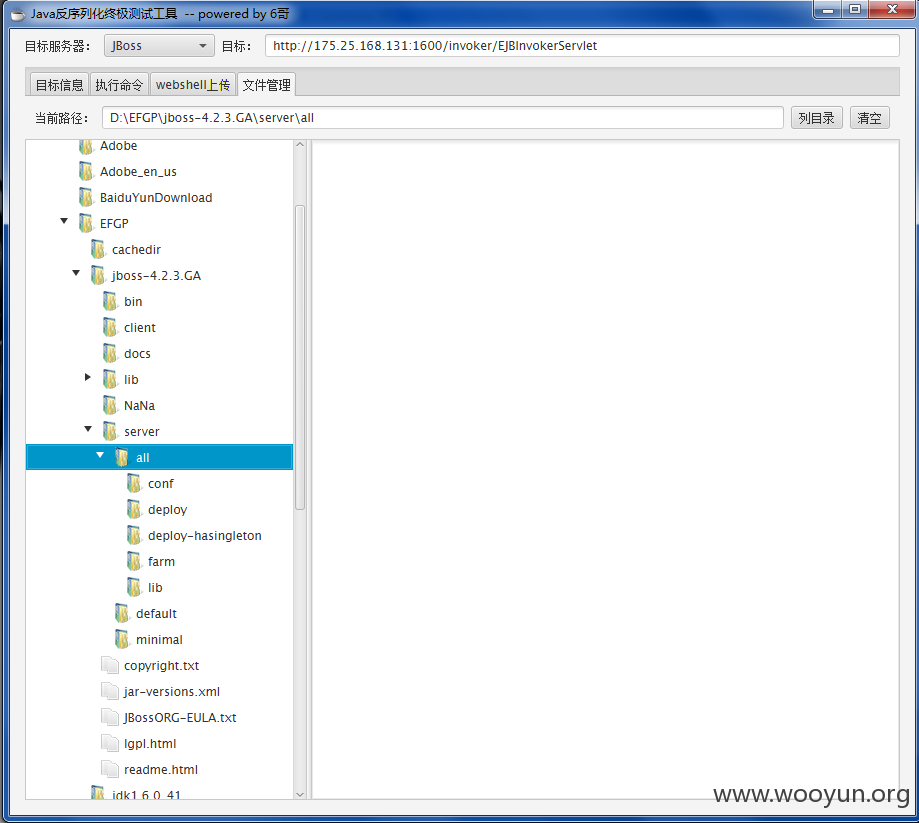 Java反序列化终极测试工具 -- powered by 6哥
目标服务器： JBoss 目标： http://175.25.168.131:1600/invoker/EJBInvokerServlet
目标信息 执行命令 webshell上传 文件管理
当前路径： D:\EFGP\jboss-4.2.3.GA\server\all 列目录 清空
Adobe
Adobe_en_us
BaiduYunDownload
EFGP
cachedir
jboss-4.2.3.GA
bin
client
docs
lib
NaNa
server
all
conf
deploy
deploy-hasingleton
farm
lib
default
minimal
copyright.txt
jar-versions.xml
JBossORG-EULA.txt
lgpl.html
readme.html
jdk1.6.0_41
www.wooyun.org